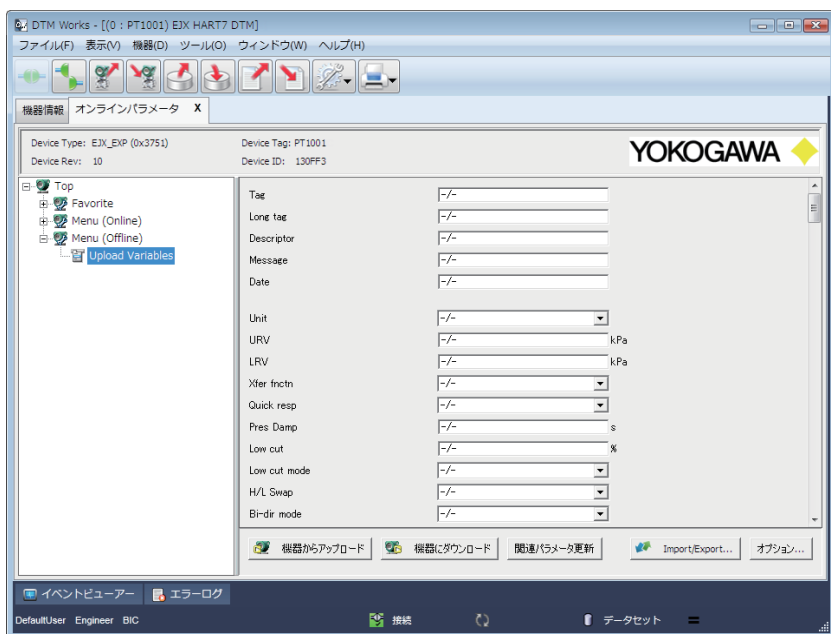 DTM Works - [(0 : PT1001) EJX HART7 DTM]
ファイル(F) 表示(V) 機器(D) ツール(O) ウィンドウ(W) ヘルプ(H)
機器情報 オンラインパラメータ X
Device Type: EJX_EXP (0x3751) Device Tag: PT1001
Device Rev: 10 Device ID: 130FF3
YOKOGAWA
Top
Favorite
Menu (Online)
Menu (Offline)
Upload Variables
Tag -/-
Long tag -/-
Descriptor -/-
Message -/-
Date -/-
Unit -/-
URV -/- kPa
LRV -/- kPa
Xfer fnctn -/-
Quick resp -/-
Pres Damp -/- s
Low cut -/- %
Low cut mode -/-
H/L Swap -/-
Bi-dir mode -/-
機器からアップロード 機器にダウンロード 関連パラメータ更新 Import/Export... オプション...
イベントビューアー エラーログ
DefaultUser Engineer BIC 接続 データセット